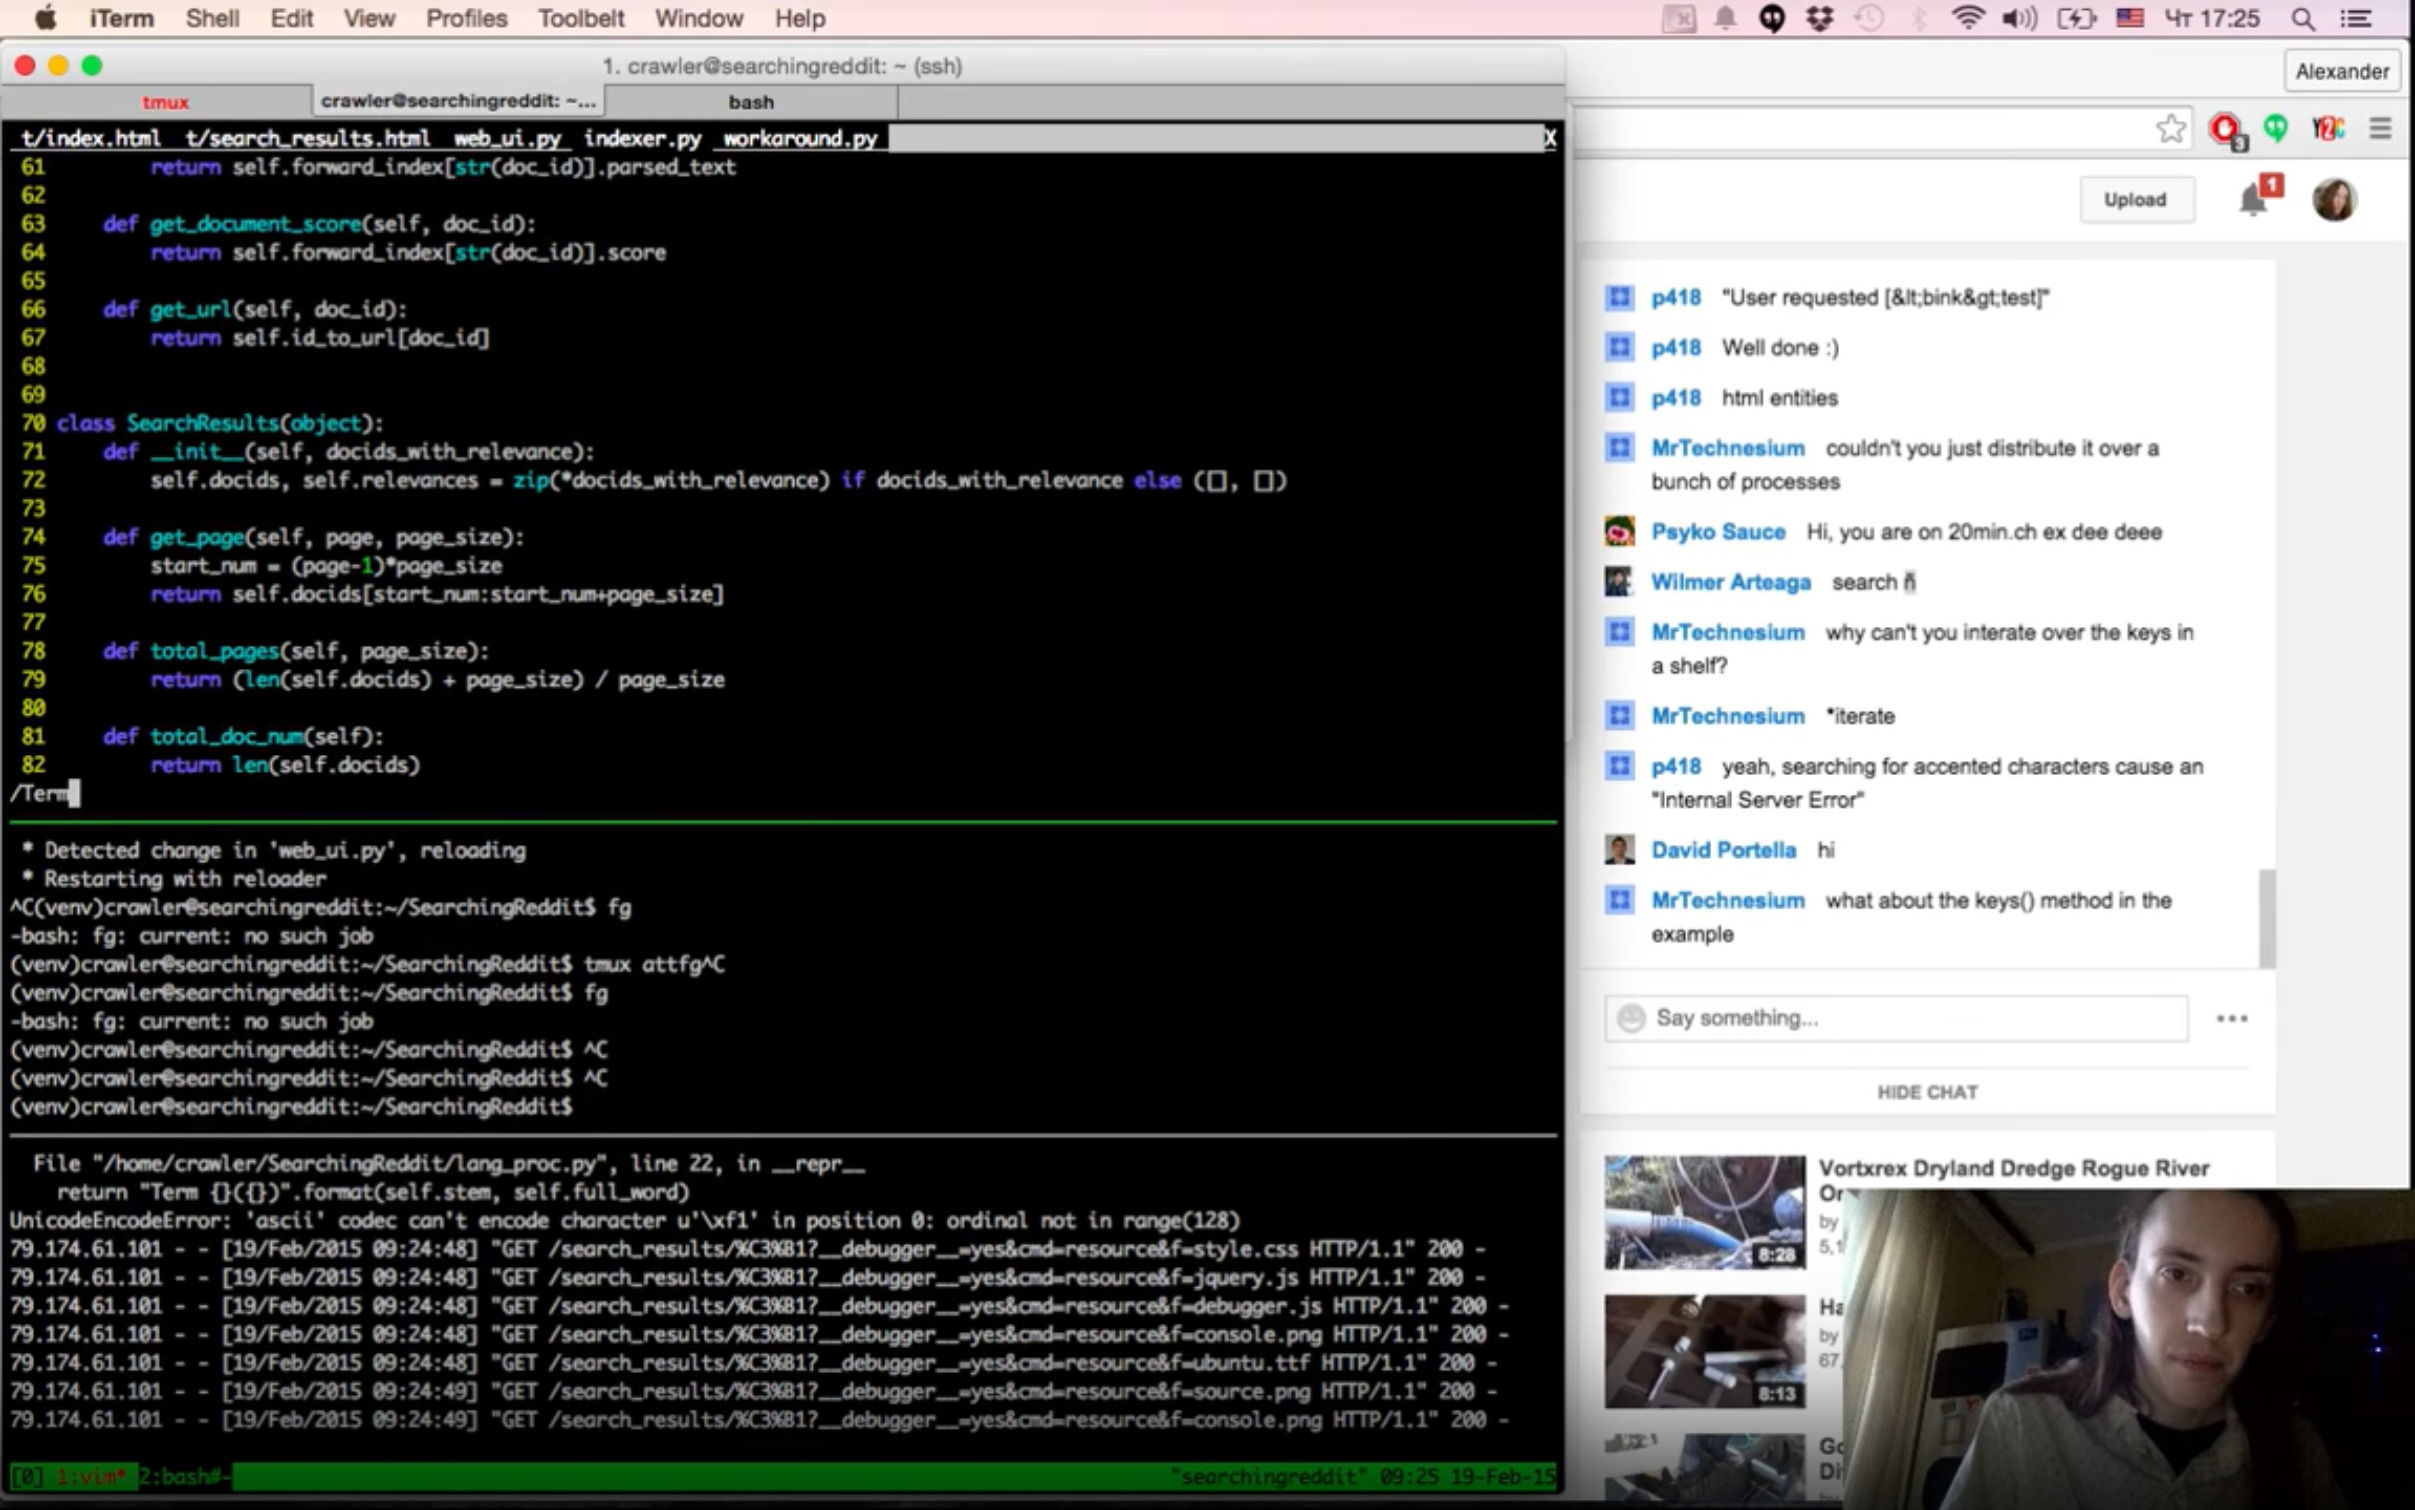 iTerm Shell Edit View Profiles Toolbelt Window Help
Чт 17:25
1. crawler@searchingreddit: ~ (ssh)
Alexander
tmux
crawler@searchingreddit: ~...
bash
t/index.html t/search_results.html web_ui.py indexer.py workaround.py X
61 return self.forward_index[str(doc_id)].parsed_text
62
63 def get_document_score(self, doc_id):
64 return self.forward_index[str(doc_id)].score
65
66 def get_url(self, doc_id):
67 return self.id_to_url[doc_id]
68
69
70 class SearchResults(object):
71 def __init__(self, docids_with_relevance):
72 self.docids, self.relevances = zip(*docids_with_relevance) if docids_with_relevance else ([], [])
73
74 def get_page(self, page, page_size):
75 start_num = (page-1)*page_size
76 return self.docids[start_num:start_num+page_size]
77
78 def total_pages(self, page_size):
79 return (len(self.docids) + page_size) / page_size
80
81 def total_doc_num(self):
82 return len(self.docids)
/Term
* Detected change in 'web_ui.py', reloading
* Restarting with reloader
^C(venv)crawler@searchingreddit:~/SearchingReddit$ fg
-bash: fg: current: no such job
(venv)crawler@searchingreddit:~/SearchingReddit$ tmux attfg^C
(venv)crawler@searchingreddit:~/SearchingReddit$ fg
-bash: fg: current: no such job
(venv)crawler@searchingreddit:~/SearchingReddit$ ^C
(venv)crawler@searchingreddit:~/SearchingReddit$ ^C
(venv)crawler@searchingreddit:~/SearchingReddit$
File "/home/crawler/SearchingReddit/lang_proc.py", line 22, in __repr__
return "Term {}({})".format(self.stem, self.full_word)
UnicodeEncodeError: 'ascii' codec can't encode character u'\xf1' in position 0: ordinal not in range(128)
79.174.61.101 - - [19/Feb/2015 09:24:48] "GET /search_results/%C3%B1?__debugger__=yes&cmd=resource&f=style.css HTTP/1.1" 200 -
79.174.61.101 - - [19/Feb/2015 09:24:48] "GET /search_results/%C3%B1?__debugger__=yes&cmd=resource&f=jquery.js HTTP/1.1" 200 -
79.174.61.101 - - [19/Feb/2015 09:24:48] "GET /search_results/%C3%B1?__debugger__=yes&cmd=resource&f=debugger.js HTTP/1.1" 200 -
79.174.61.101 - - [19/Feb/2015 09:24:48] "GET /search_results/%C3%B1?__debugger__=yes&cmd=resource&f=console.png HTTP/1.1" 200 -
79.174.61.101 - - [19/Feb/2015 09:24:48] "GET /search_results/%C3%B1?__debugger__=yes&cmd=resource&f=ubuntu.ttf HTTP/1.1" 200 -
79.174.61.101 - - [19/Feb/2015 09:24:49] "GET /search_results/%C3%B1?__debugger__=yes&cmd=resource&f=source.png HTTP/1.1" 200 -
79.174.61.101 - - [19/Feb/2015 09:24:49] "GET /search_results/%C3%B1?__debugger__=yes&cmd=resource&f=console.png HTTP/1.1" 200 -
[0] 1:vim* 2:bash#- "searchingreddit" 09:25 19-Feb-15
3 Y2C
Upload 1
p418 "User requested [&lt;bink&gt;test]"
p418 Well done :)
p418 html entities
MrTechnesium couldn't you just distribute it over a
bunch of processes
Psyko Sauce Hi, you are on 20min.ch ex dee deee
Wilmer Arteaga search ñ
MrTechnesium why can't you interate over the keys in
a shelf?
MrTechnesium *iterate
p418 yeah, searching for accented characters cause an
"Internal Server Error"
David Portella hi
MrTechnesium what about the keys() method in the
example
Say something...
HIDE CHAT
Vortxrex Dryland Dredge Rogue River
Or
by
5,1
8:28
Ha
by
67,
8:13
Go
Di
by